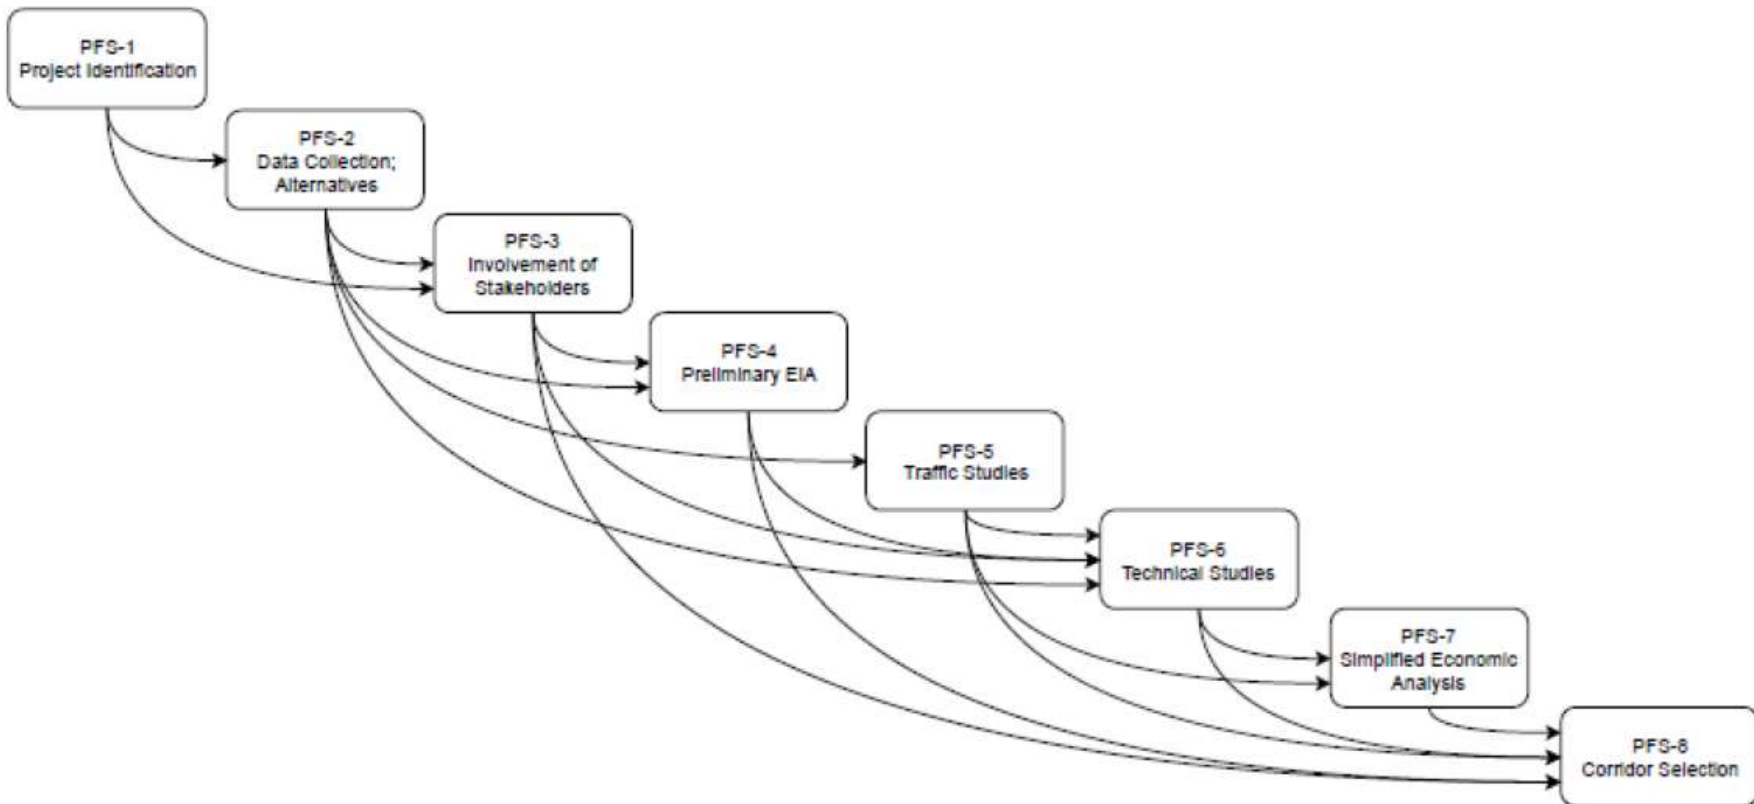 PFS-1
Project Identification
PFS-2
Data Collection;
Alternatives
PFS-3
Involvement of
Stakeholders
PFS-4
Preliminary EIA
PFS-5
Traffic Studies
PFS-6
Technical Studies
PFS-7
Simplified Economic
Analysis
PFS-8
Corridor Selection